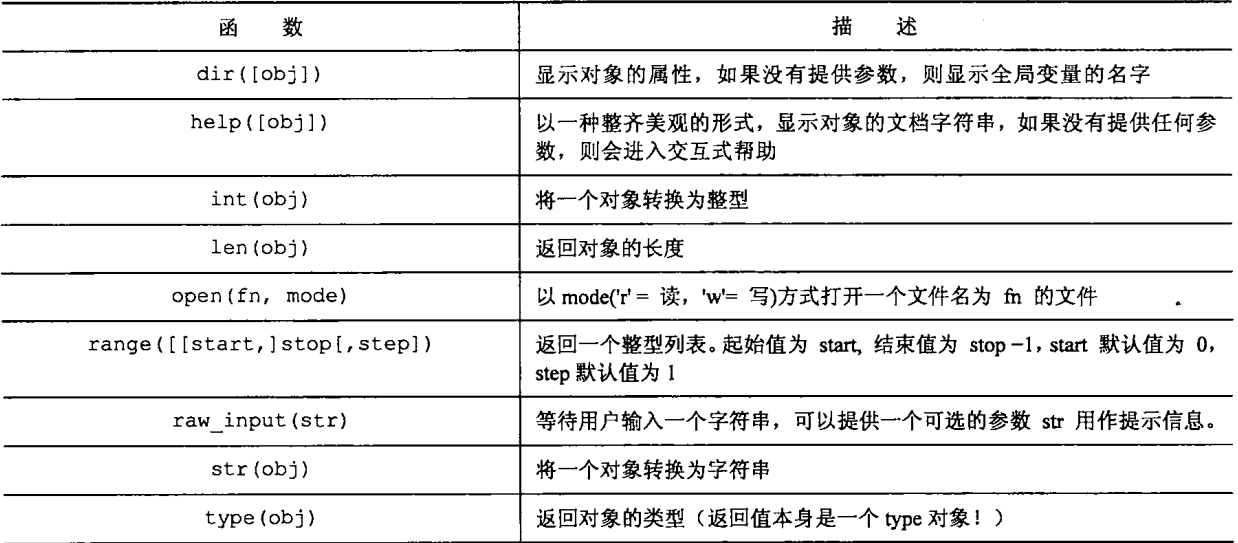 函 数 描 述
dir([obj]) 显示对象的属性，如果没有提供参数，则显示全局变量的名字
help([obj]) 以一种整齐美观的形式，显示对象的文档字符串，如果没有提供任何参
数，则会进入交互式帮助
int(obj) 将一个对象转换为整型
len(obj) 返回对象的长度
open(fn, mode) 以 mode('r' = 读，'w'= 写)方式打开一个文件名为 fn 的文件
range([[start,]stop[,step]) 返回一个整型列表。起始值为 start, 结束值为 stop −1，start 默认值为 0，
step 默认值为 1
raw_input(str) 等待用户输入一个字符串，可以提供一个可选的参数 str 用作提示信息。
str(obj) 将一个对象转换为字符串
type(obj) 返回对象的类型（返回值本身是一个 type 对象！）